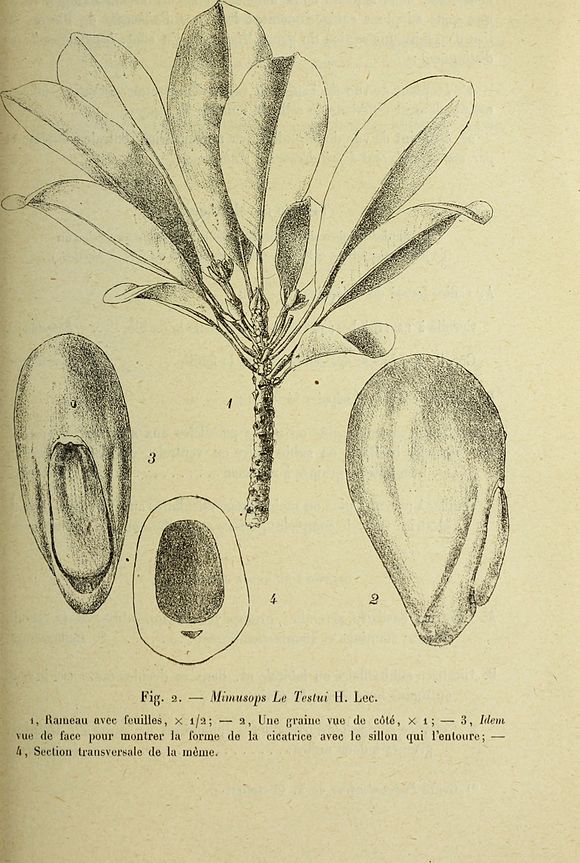 1
3
4
2
Fig. 2. — Mimusops Le Testui H. Lec.
1, Rameau avec feuilles, × 1/2; — 2, Une graine vue de côté, × 1; — 3, Idem
vue de face pour montrer la forme de la cicatrice avec le sillon qui l'entoure; —
4, Section transversale de la même.